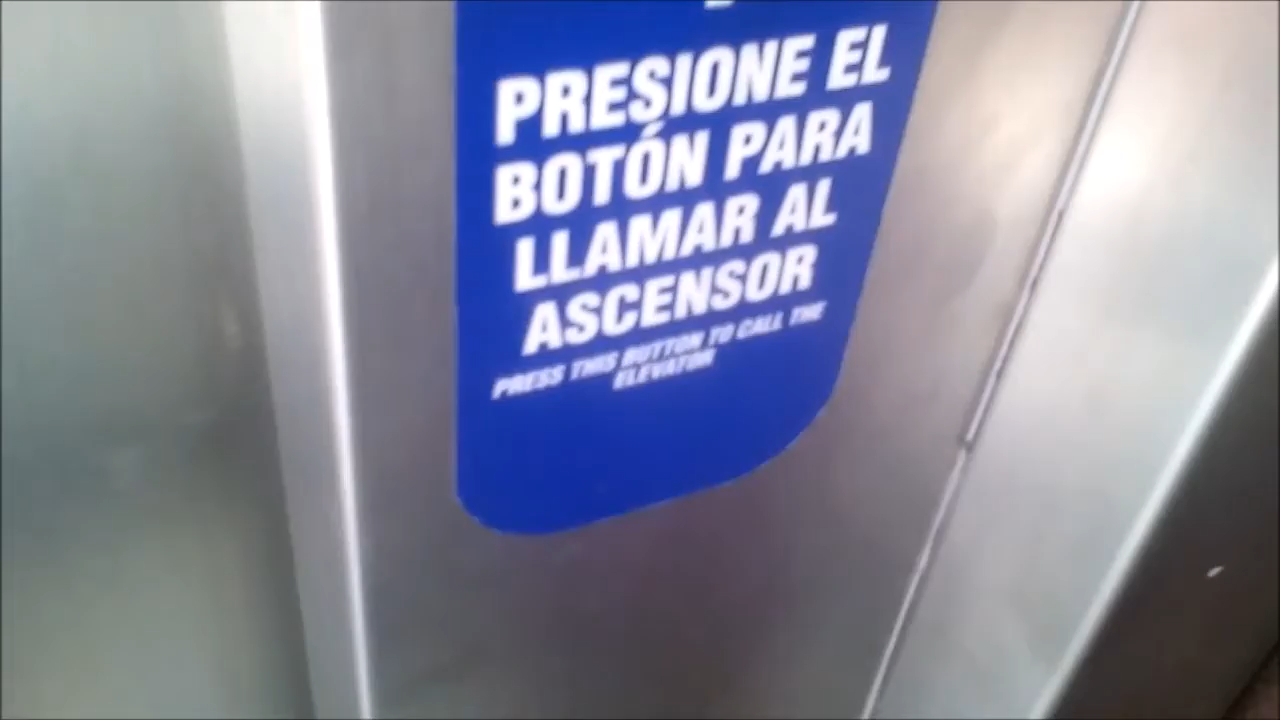 PRESIONE EL
BOTÓN PARA
LLAMAR AL
ASCENSOR
PRESS THIS BUTTON TO CALL THE
ELEVATOR